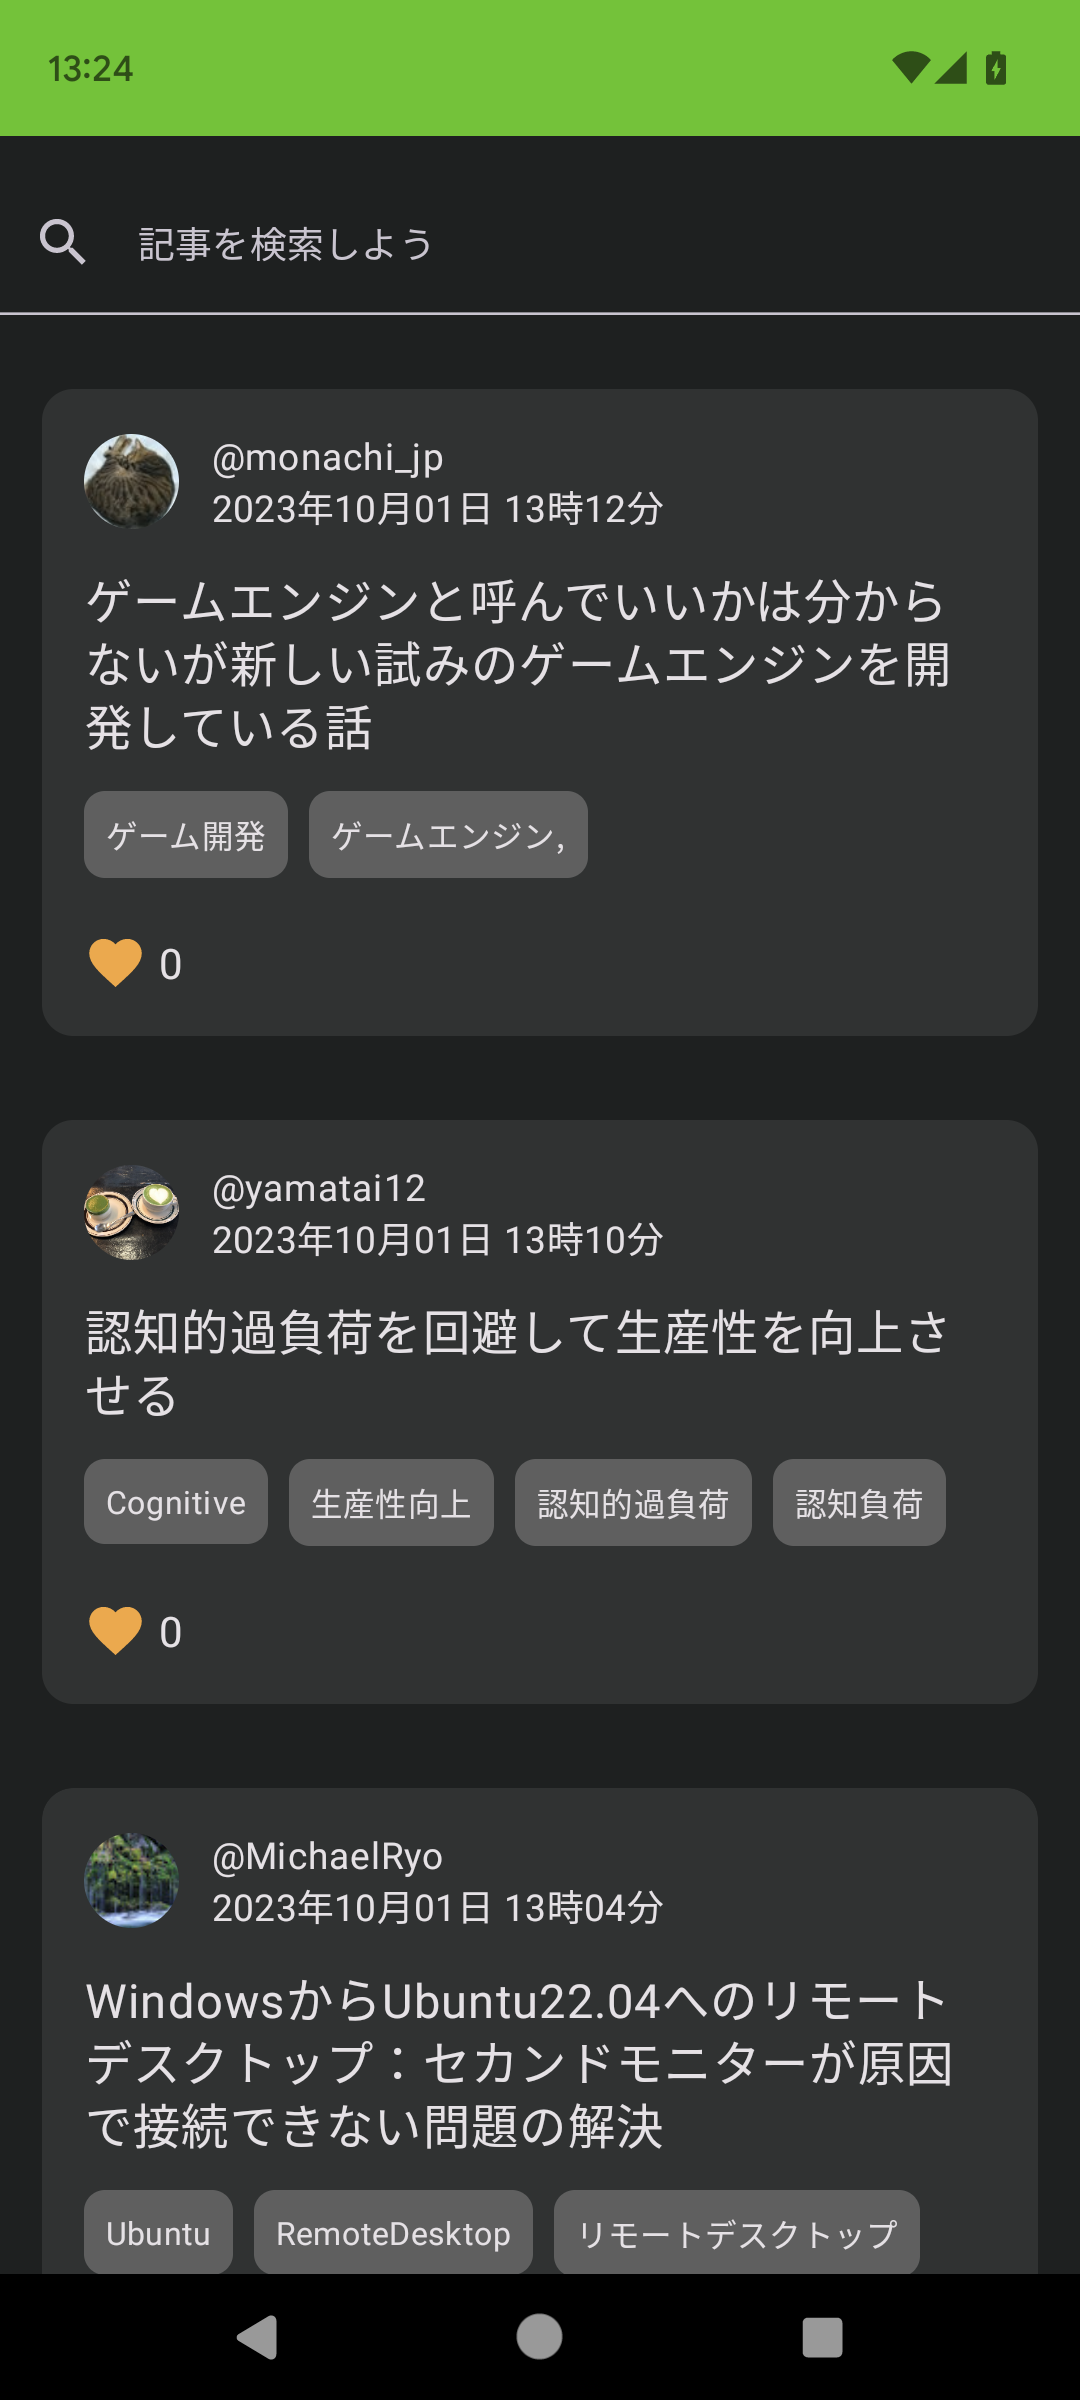 13:24
記事を検索しよう
@monachi_jp
2023年10月01日 13時12分
ゲームエンジンと呼んでいいかは分から
ないが新しい試みのゲームエンジンを開
発している話
ゲーム開発 ゲームエンジン,
0
@yamatai12
2023年10月01日 13時10分
認知的過負荷を回避して生産性を向上さ
せる
Cognitive 生産性向上 認知的過負荷 認知負荷
0
@MichaelRyo
2023年10月01日 13時04分
WindowsからUbuntu22.04へのリモート
デスクトップ：セカンドモニターが原因
で接続できない問題の解決
Ubuntu RemoteDesktop リモートデスクトップ